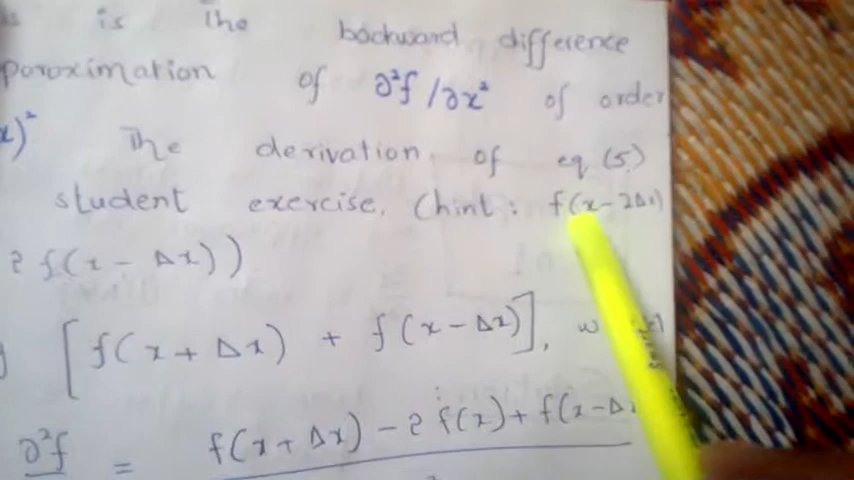 is the backward difference
of ∂²f/∂x² of order
x)² The derivation of eq (5)
student exercise. (hint: f(x-2Δx)
2 f(x - Δx))
[f(x + Δx) + f(x - Δx)],
∂²f = f(x + Δx) - 2 f(x) + f(x - Δ